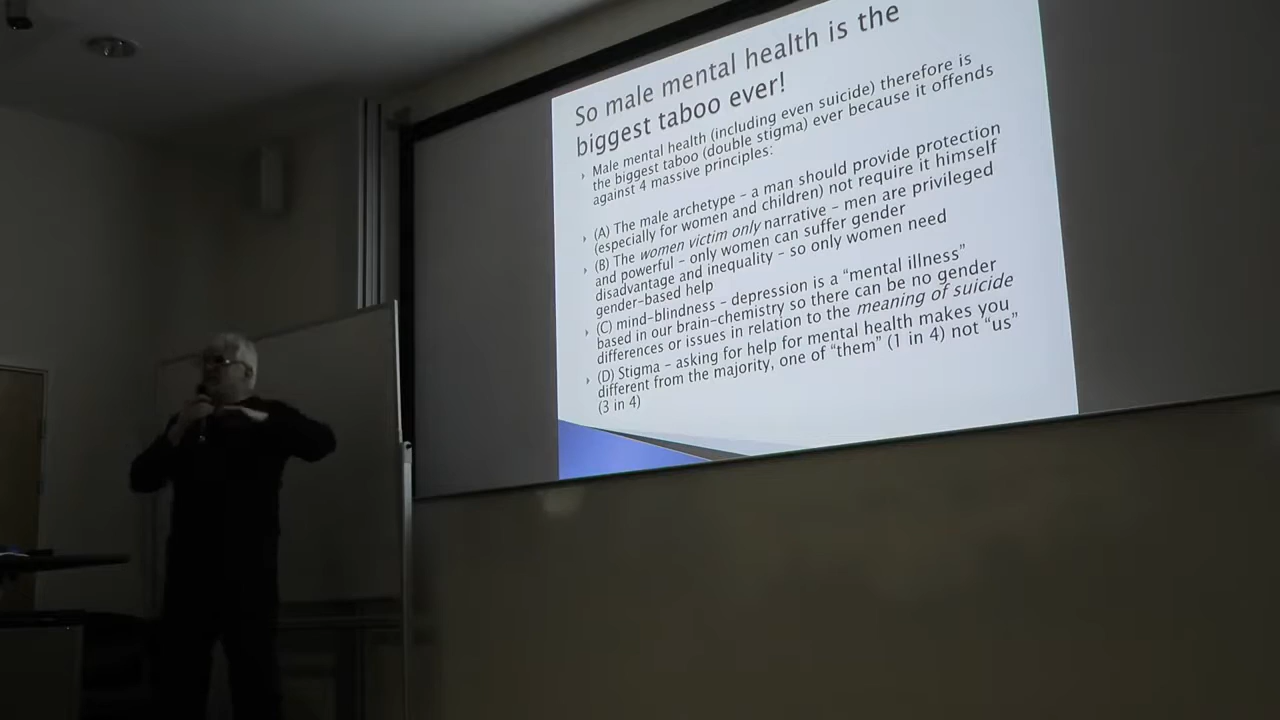 So male mental health is the
biggest taboo ever!
Male mental health (including even suicide) therefore is
the biggest taboo (double stigma) ever because it offends
against 4 massive principles:
(A) The male archetype – a man should provide protection
(especially for women and children) not require it himself
(B) The women victim only narrative – men are privileged
and powerful – only women can suffer gender
disadvantage and inequality – so only women need
gender-based help
(C) mind-blindness – depression is a “mental illness”
based in our brain-chemistry so there can be no gender
differences or issues in relation to the meaning of suicide
(D) Stigma – asking for help for mental health makes you
different from the majority, one of “them” (1 in 4) not “us”
(3 in 4)